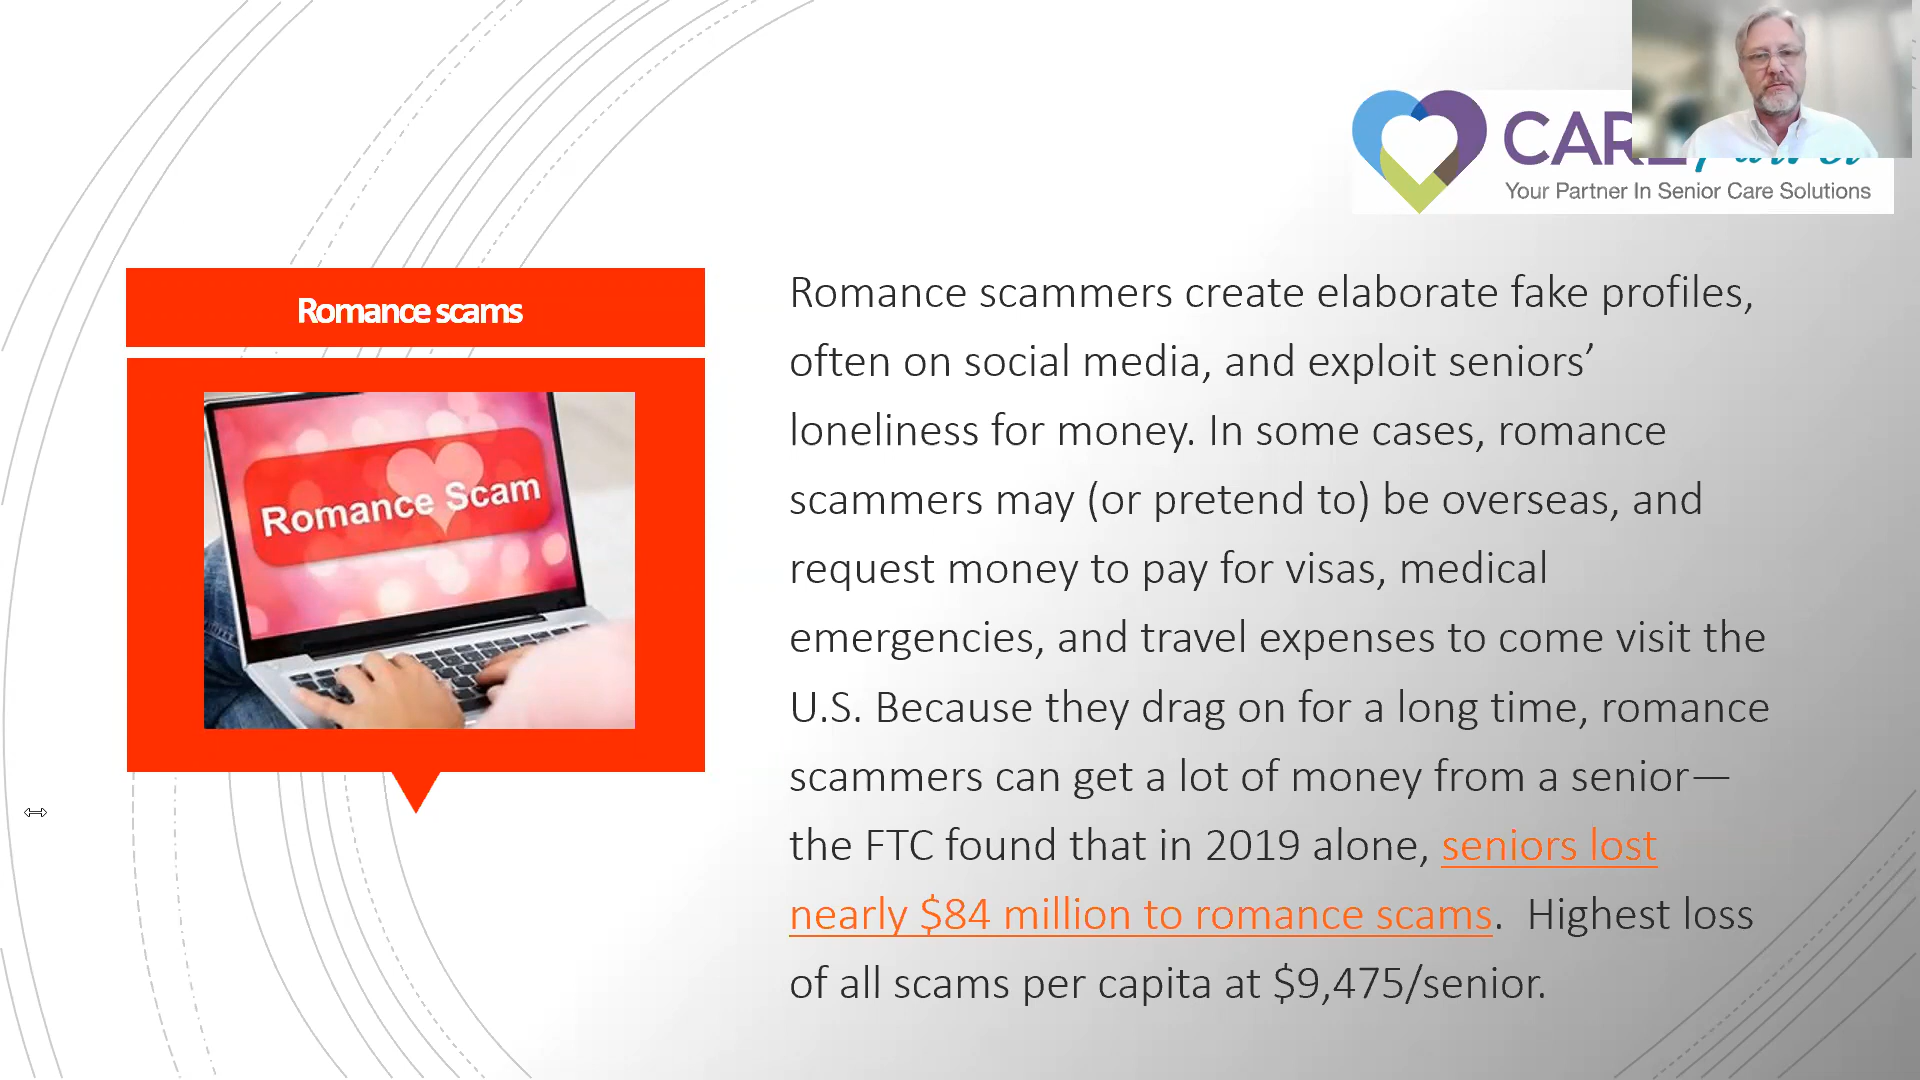 CARE
Your Partner In Senior Care Solutions
Romance scams
Romance Scam
Romance scammers create elaborate fake profiles,
often on social media, and exploit seniors’
loneliness for money. In some cases, romance
scammers may (or pretend to) be overseas, and
request money to pay for visas, medical
emergencies, and travel expenses to come visit the
U.S. Because they drag on for a long time, romance
scammers can get a lot of money from a senior—
the FTC found that in 2019 alone, seniors lost
nearly $84 million to romance scams.  Highest loss
of all scams per capita at $9,475/senior.